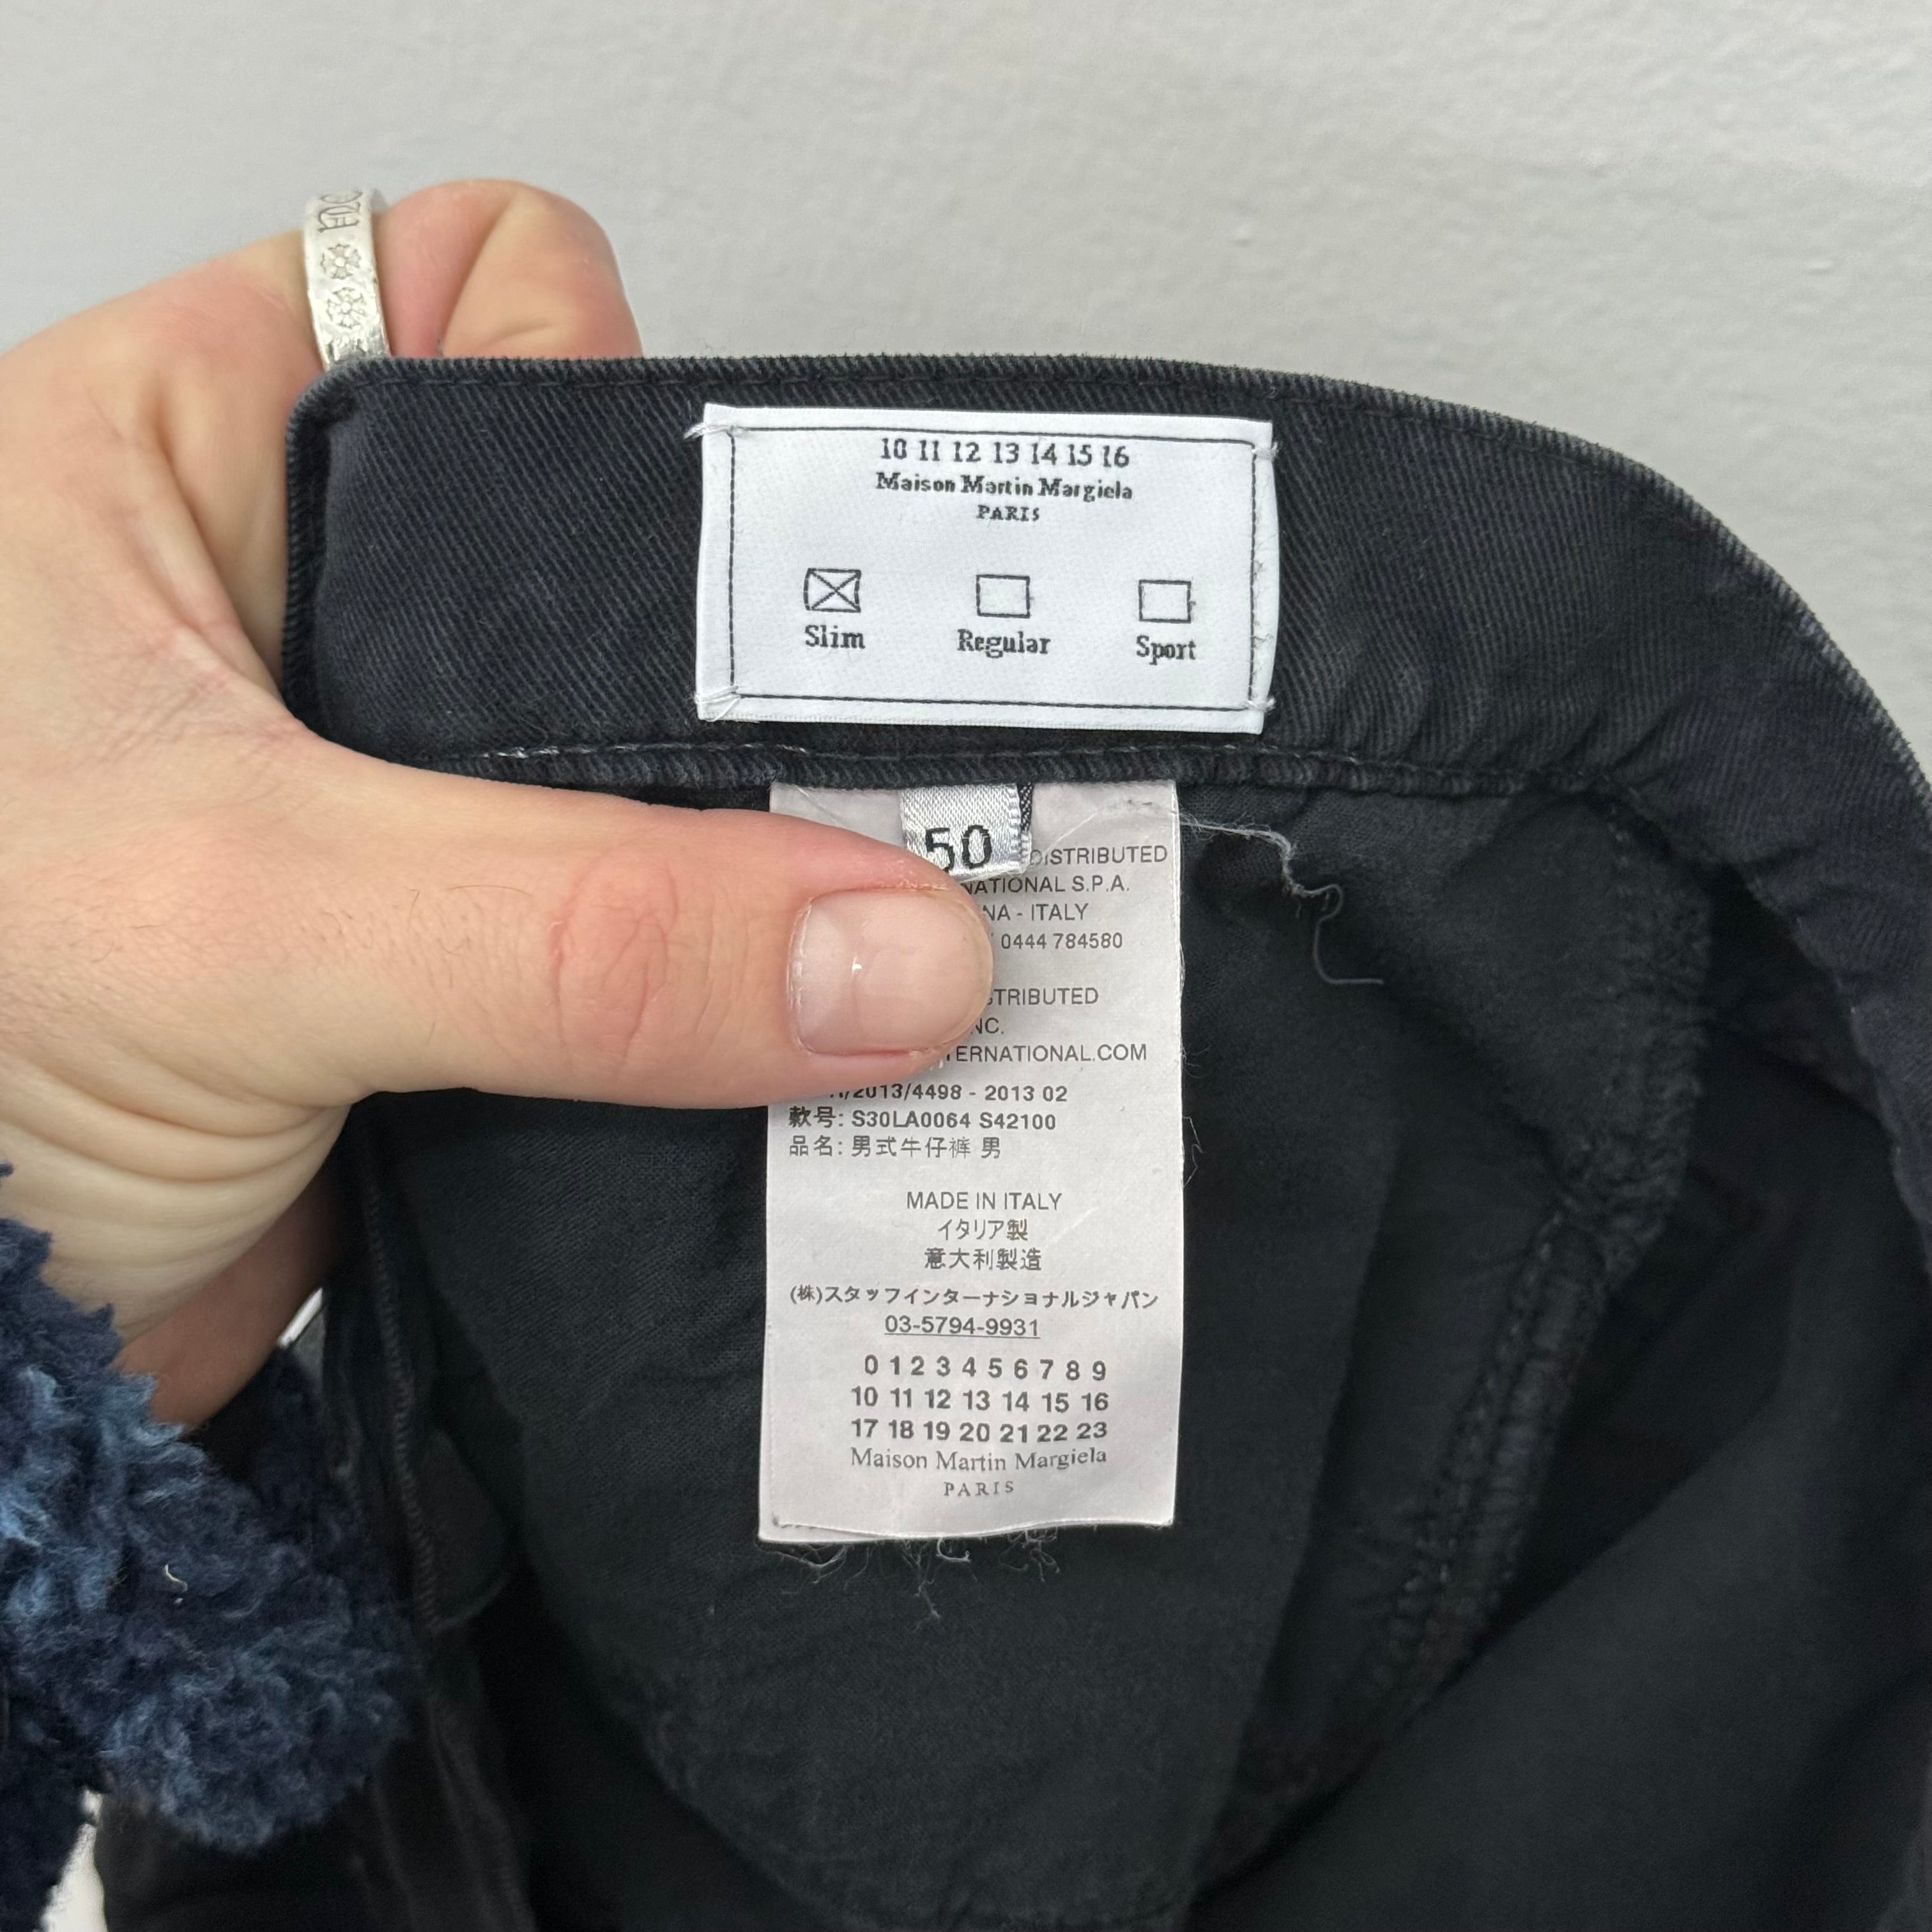 10 11 12 13 14 15 16
Maison Martin Margiela
PARIS
Slim Regular Sport
50
DISTRIBUTED
S.P.A.
- ITALY
0444 784580
INC.
/2013/4498 - 2013 02
款号: S30LA0064 S42100
品名: 男式牛仔裤 男
MADE IN ITALY
イタリア製
意大利製造
(株)スタッフインターナショナルジャパン
03-5794-9931
0 1 2 3 4 5 6 7 8 9
10 11 12 13 14 15 16
17 18 19 20 21 22 23
Maison Martin Margiela
PARIS